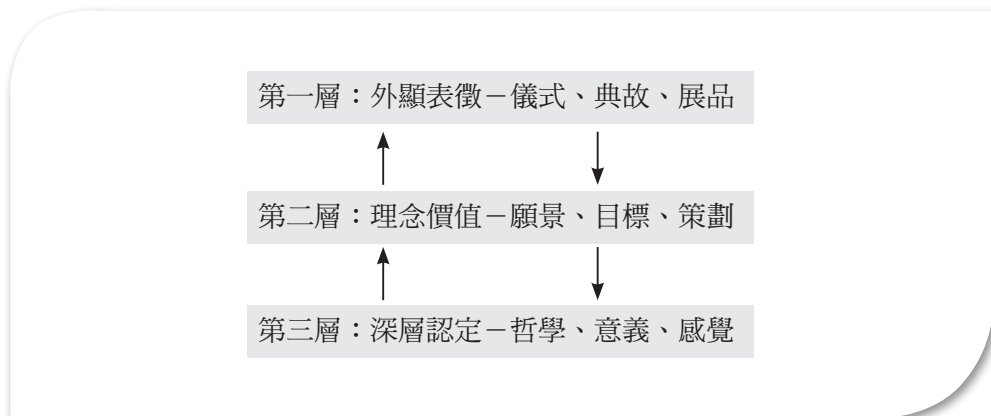 第一層：外顯表徵－儀式、典故、展品
第二層：理念價值－願景、目標、策劃
第三層：深層認定－哲學、意義、感覺